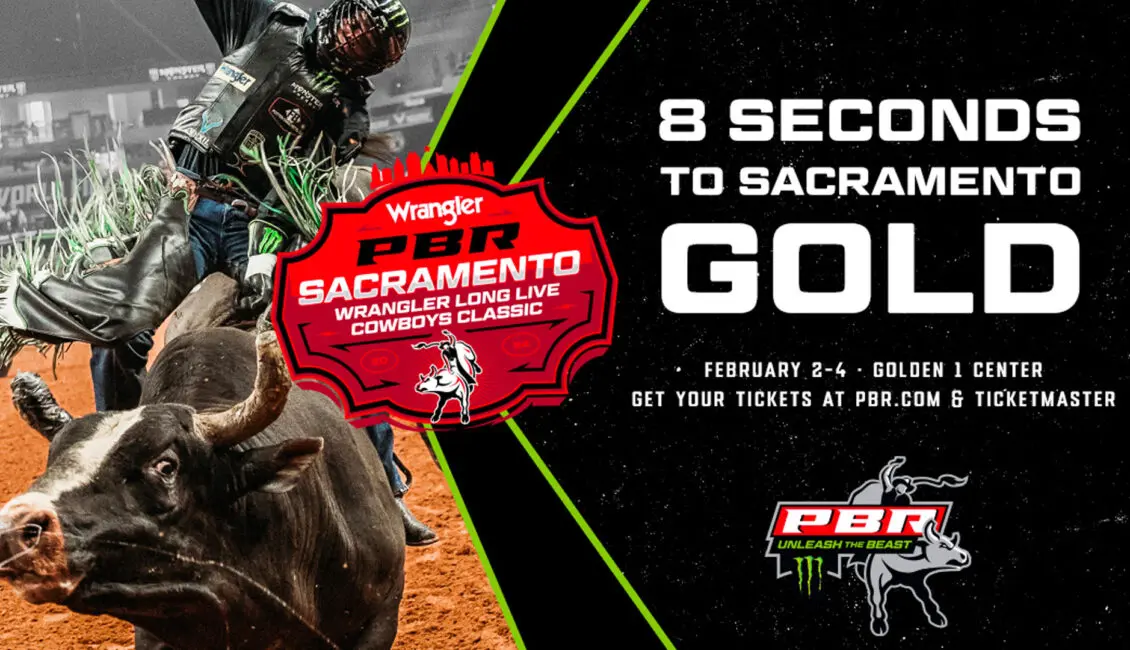 Wrangler
MONSTER
Wrangler
PBR
SACRAMENTO
WRANGLER LONG LIVE
COWBOYS CLASSIC
8 SECONDS
TO SACRAMENTO
GOLD
FEBRUARY 2-4 · GOLDEN 1 CENTER
GET YOUR TICKETS AT PBR.COM & TICKETMASTER
PBR
UNLEASH THE BEAST